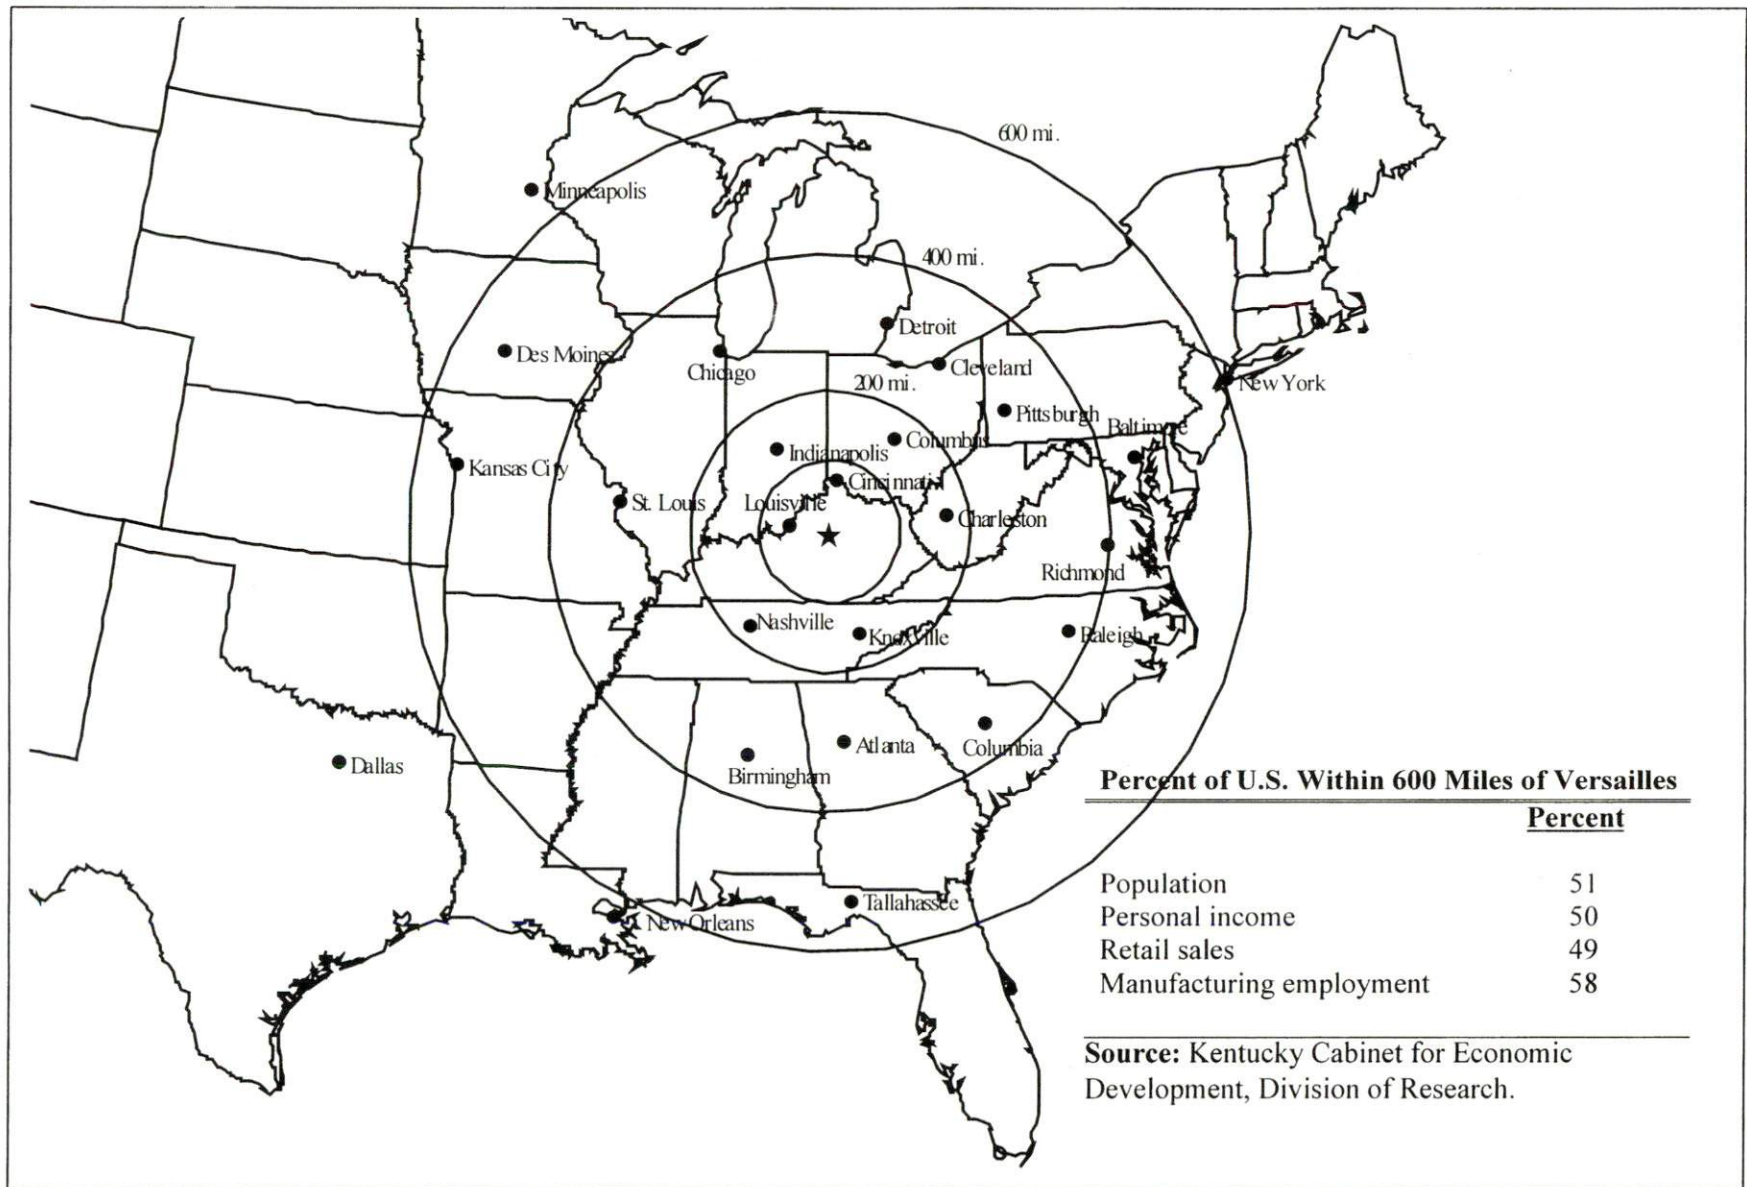 600 mi.
Minneapolis
400 mi.
Detroit
Des Moines
Chicago
Cleveland
200 mi.
New York
Pittsburgh
Baltimore
Columbus
Indianapolis
Kansas City
Cincinnati
St. Louis
Louisville
Charleston
Richmond
Nashville
Knoxville
Raleigh
Atlanta
Columbia
Dallas
Birmingham
Tallahassee
New Orleans
Percent of U.S. Within 600 Miles of Versailles
Percent
Population 51
Personal income 50
Retail sales 49
Manufacturing employment 58
Source: Kentucky Cabinet for Economic
Development, Division of Research.